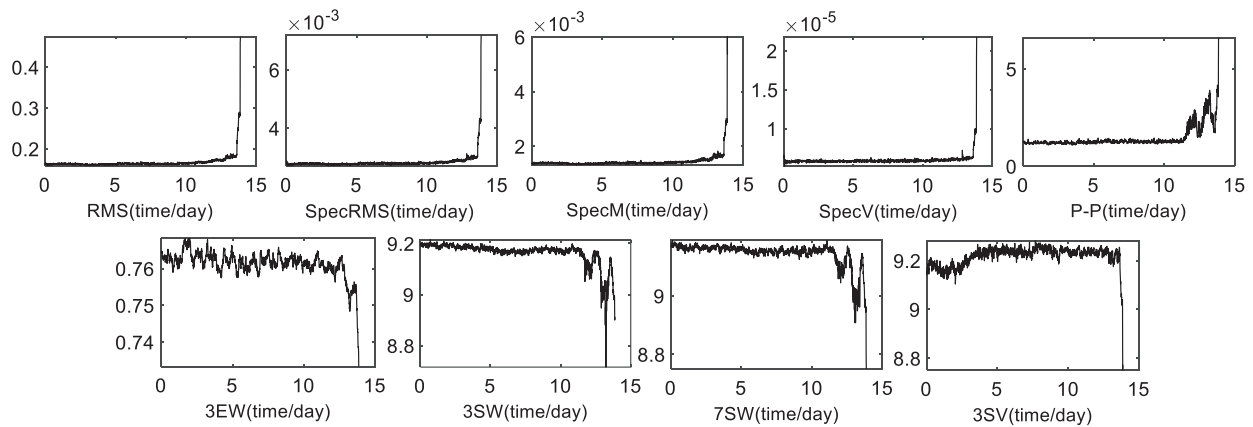 ×10⁻³
×10⁻³
×10⁻⁵
0.4
0.3
0.2
0 5 10 15
RMS(time/day)
6
4
0 5 10 15
SpecRMS(time/day)
6
4
2
0 5 10 15
SpecM(time/day)
2
1.5
1
0 5 10 15
SpecV(time/day)
5
0
0 5 10 15
P-P(time/day)
0.76
0.75
0.74
0 5 10 15
3EW(time/day)
9.2
9
8.8
0 5 10 15
3SW(time/day)
9
8.8
0 5 10 15
7SW(time/day)
9.2
9
8.8
0 5 10 15
3SV(time/day)